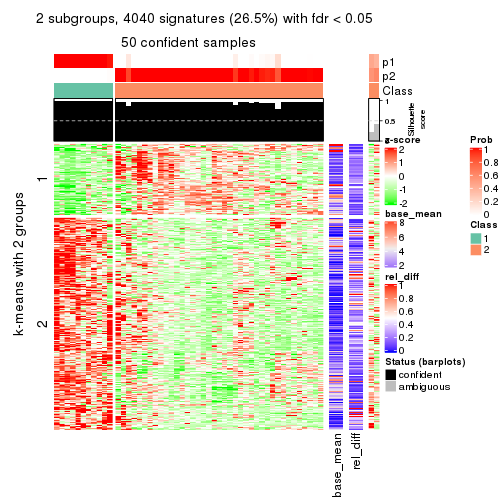 2 subgroups, 4040 signatures (26.5%) with fdr < 0.05
50 confident samples
p1
p2
Class
1
0.5
Silhouette
score
k-means with 2 groups
1
2
base_mean
rel_diff
z-score
2
1
0
-1
-2
base_mean
8
6
4
2
rel_diff
1
0.8
0.6
0.4
0.2
0
Status (barplots)
confident
ambiguous
Prob
1
0.8
0.6
0.4
0.2
0
Class
1
2